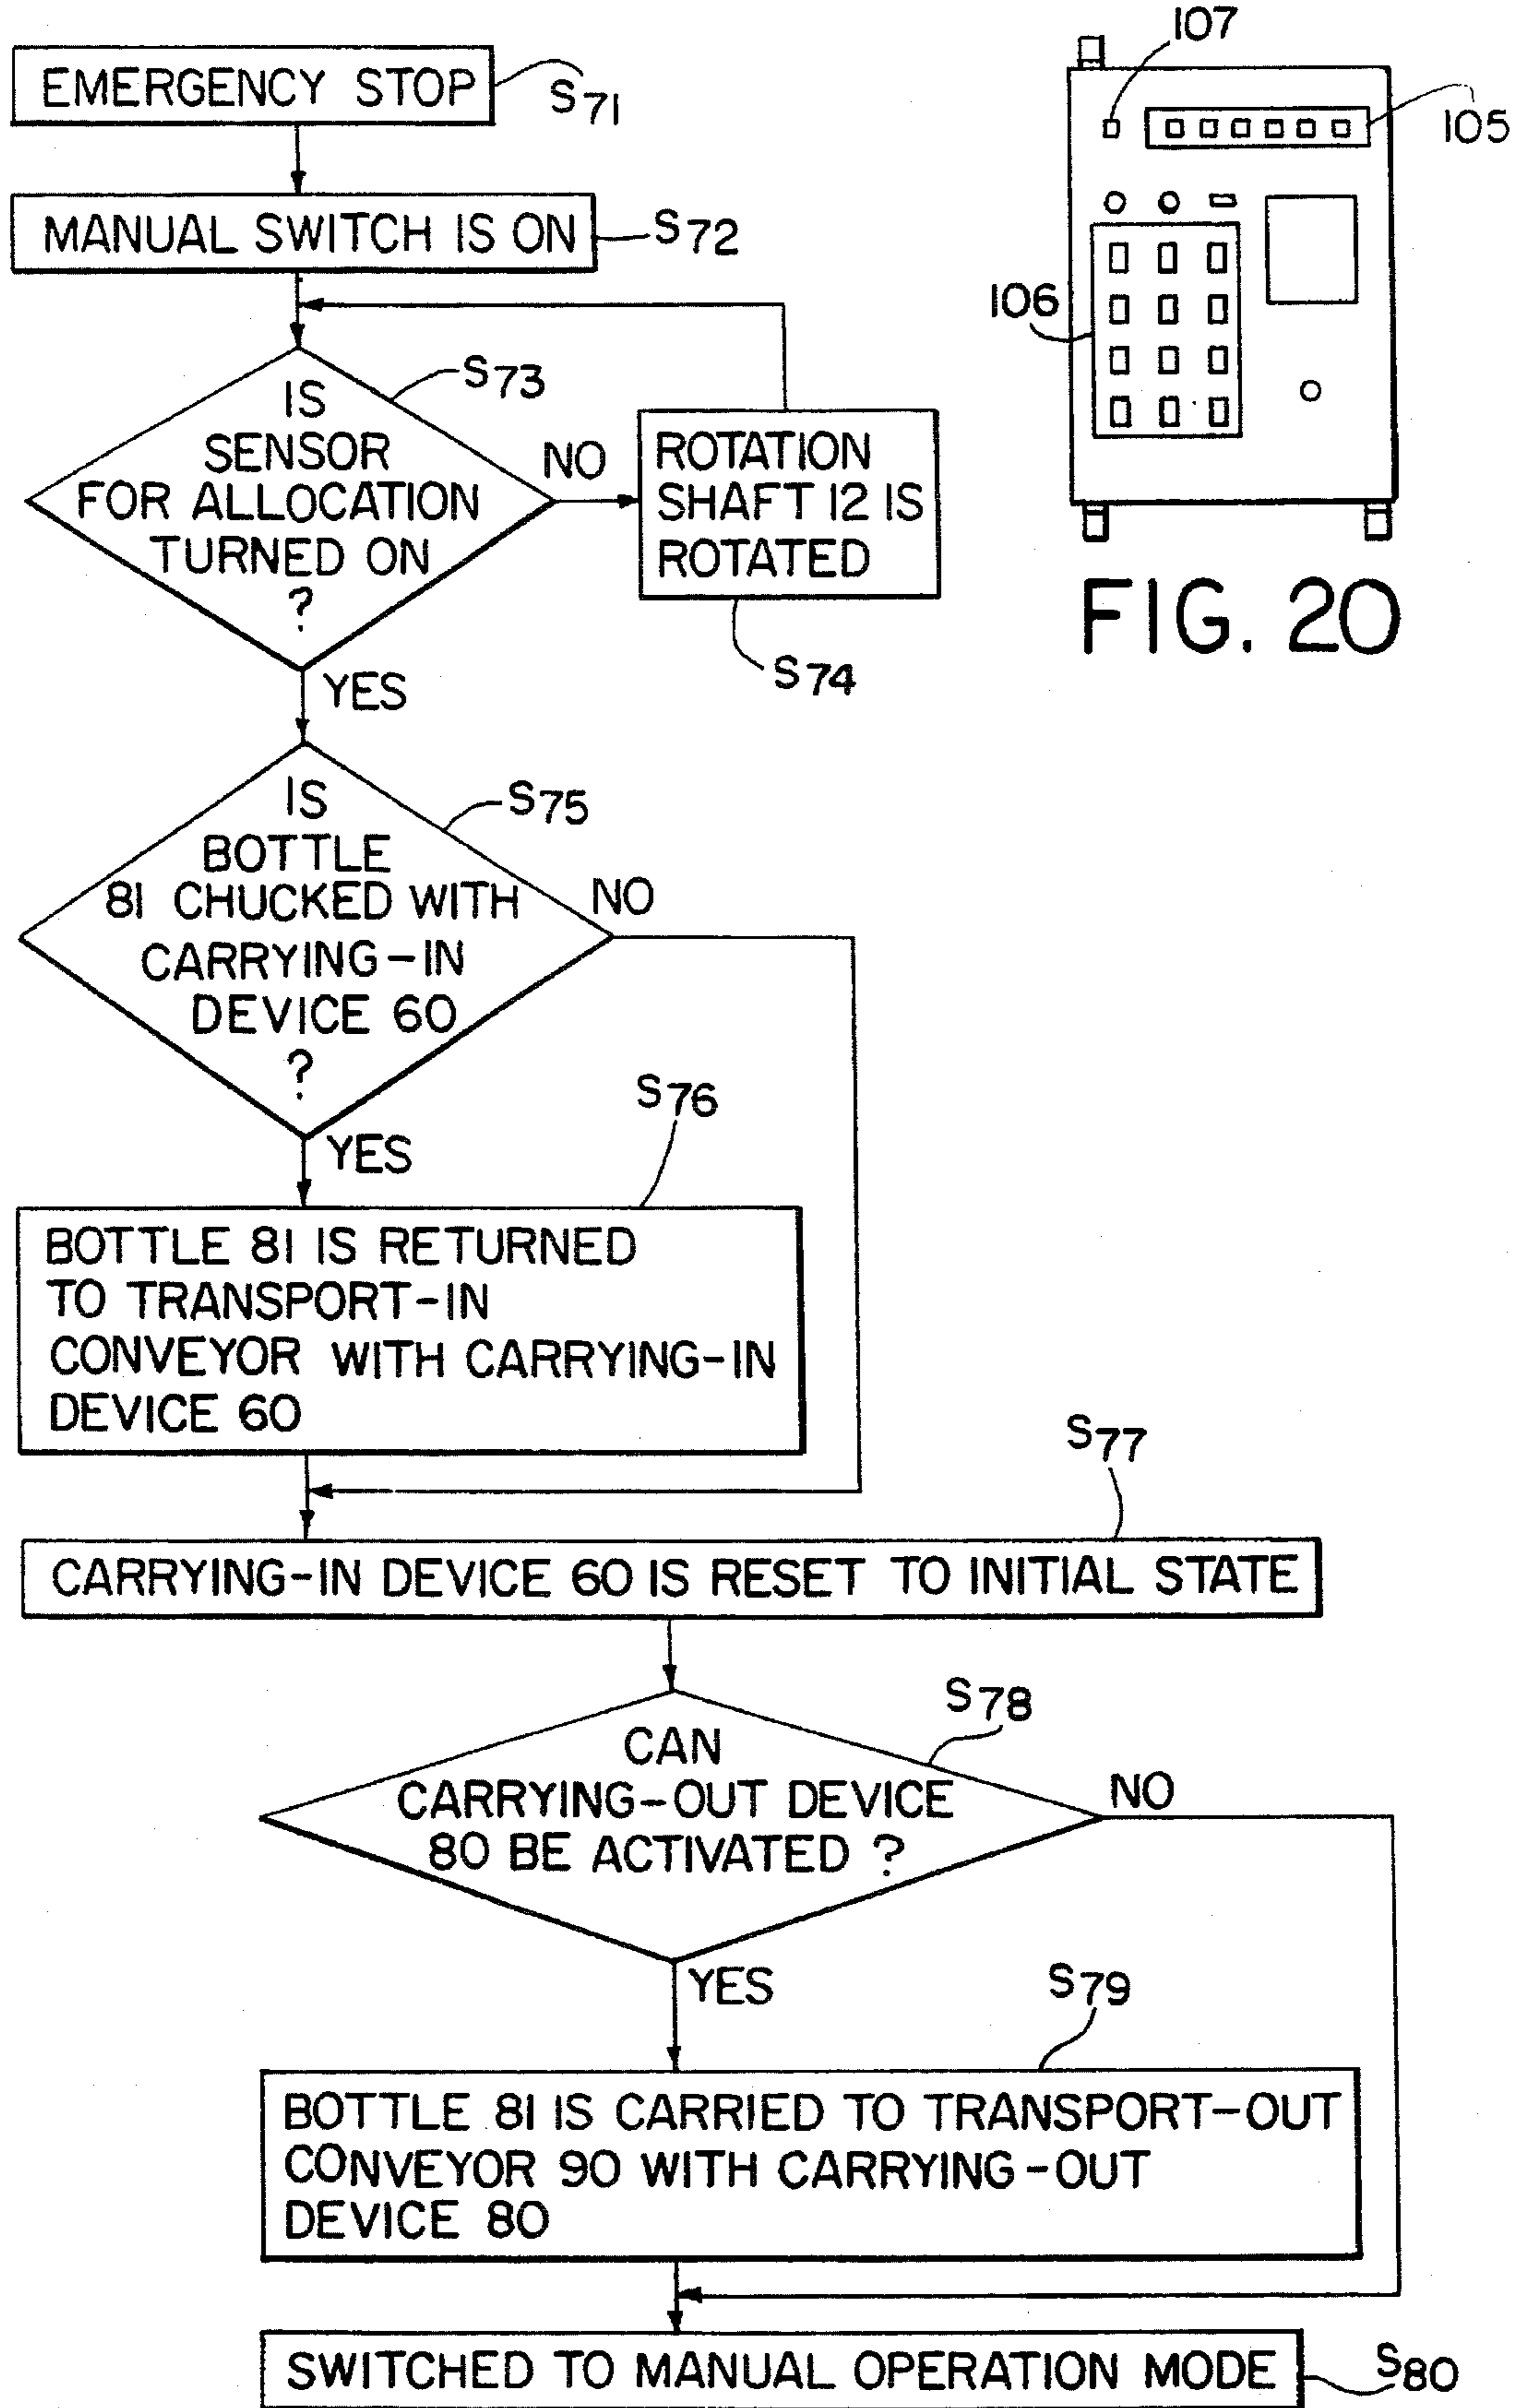 EMERGENCY STOP
S71
MANUAL SWITCH IS ON
S72
IS
SENSOR
FOR ALLOCATION
TURNED ON
?
S73
NO
ROTATION
SHAFT 12 IS
ROTATED
S74
YES
IS
BOTTLE
81 CHUCKED WITH
CARRYING-IN
DEVICE 60
?
S75
NO
YES
S76
BOTTLE 81 IS RETURNED
TO TRANSPORT-IN
CONVEYOR WITH CARRYING-IN
DEVICE 60
S77
CARRYING-IN DEVICE 60 IS RESET TO INITIAL STATE
CAN
CARRYING-OUT DEVICE
80 BE ACTIVATED ?
S78
NO
YES
S79
BOTTLE 81 IS CARRIED TO TRANSPORT-OUT
CONVEYOR 90 WITH CARRYING-OUT
DEVICE 80
SWITCHED TO MANUAL OPERATION MODE
S80
107
105
106
FIG. 20